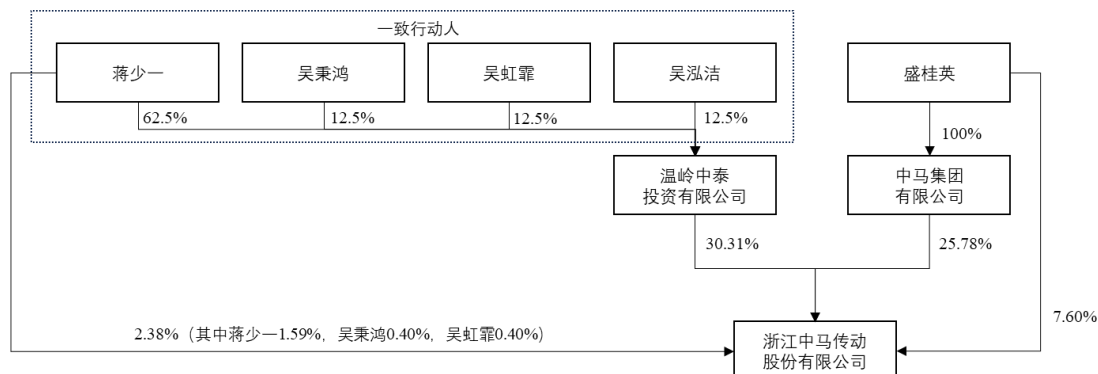 一致行动人
蒋少一
吴秉鸿
吴虹霏
吴泓洁
盛桂英
62.5%
12.5%
12.5%
12.5%
100%
温岭中泰
投资有限公司
中马集团
有限公司
30.31%
25.78%
2.38%（其中蒋少一1.59%，吴秉鸿0.40%，吴虹霏0.40%）
7.60%
浙江中马传动
股份有限公司